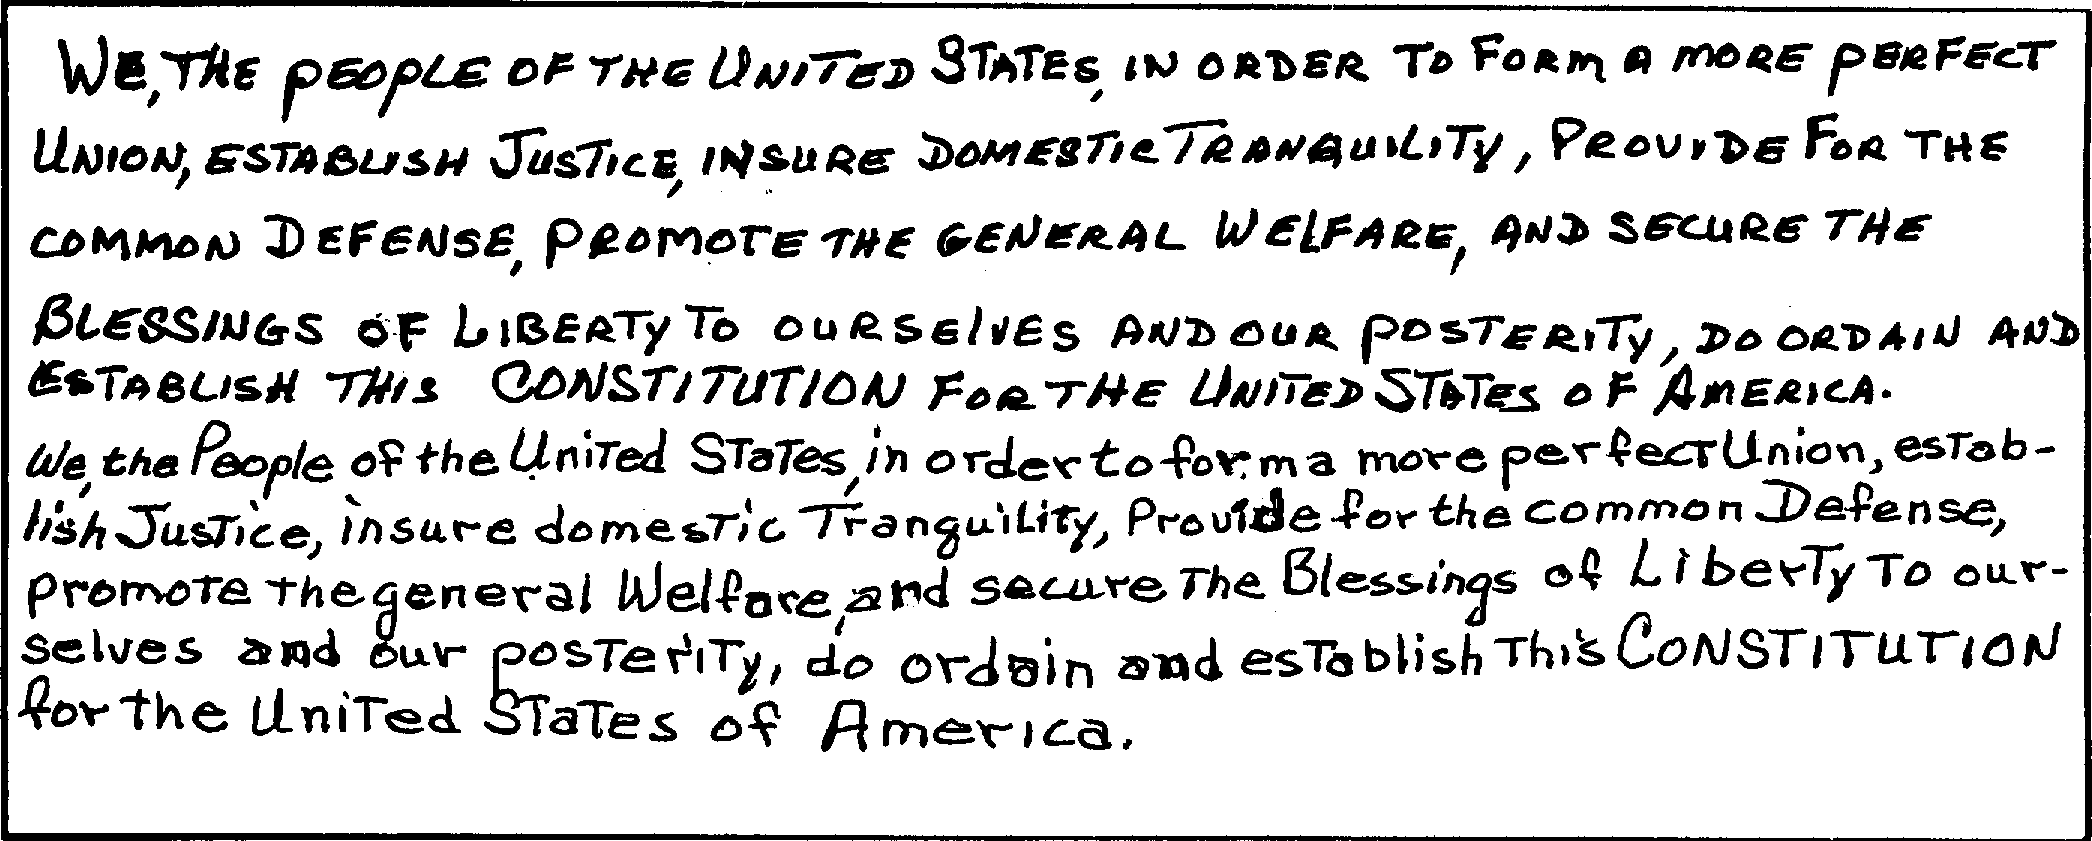 WE, THE PEOPLE OF THE UNITED STATES, IN ORDER TO FORM A MORE PERFECT
UNION, ESTABLISH JUSTICE, INSURE DOMESTIC TRANQUILITY, PROVIDE FOR THE
COMMON DEFENSE, PROMOTE THE GENERAL WELFARE, AND SECURE THE
BLESSINGS OF LIBERTY TO OURSELVES AND OUR POSTERITY, DO ORDAIN AND
ESTABLISH THIS CONSTITUTION FOR THE UNITED STATES OF AMERICA.
We, the People of the United States, in order to form a more perfect Union, estab-
lish Justice, insure domestic Tranquility, Provide for the common Defense,
promote the general Welfare, and secure The Blessings of Liberty To our-
selves and our posterity, do ordain and establish This CONSTITUTION
for the United States of America.